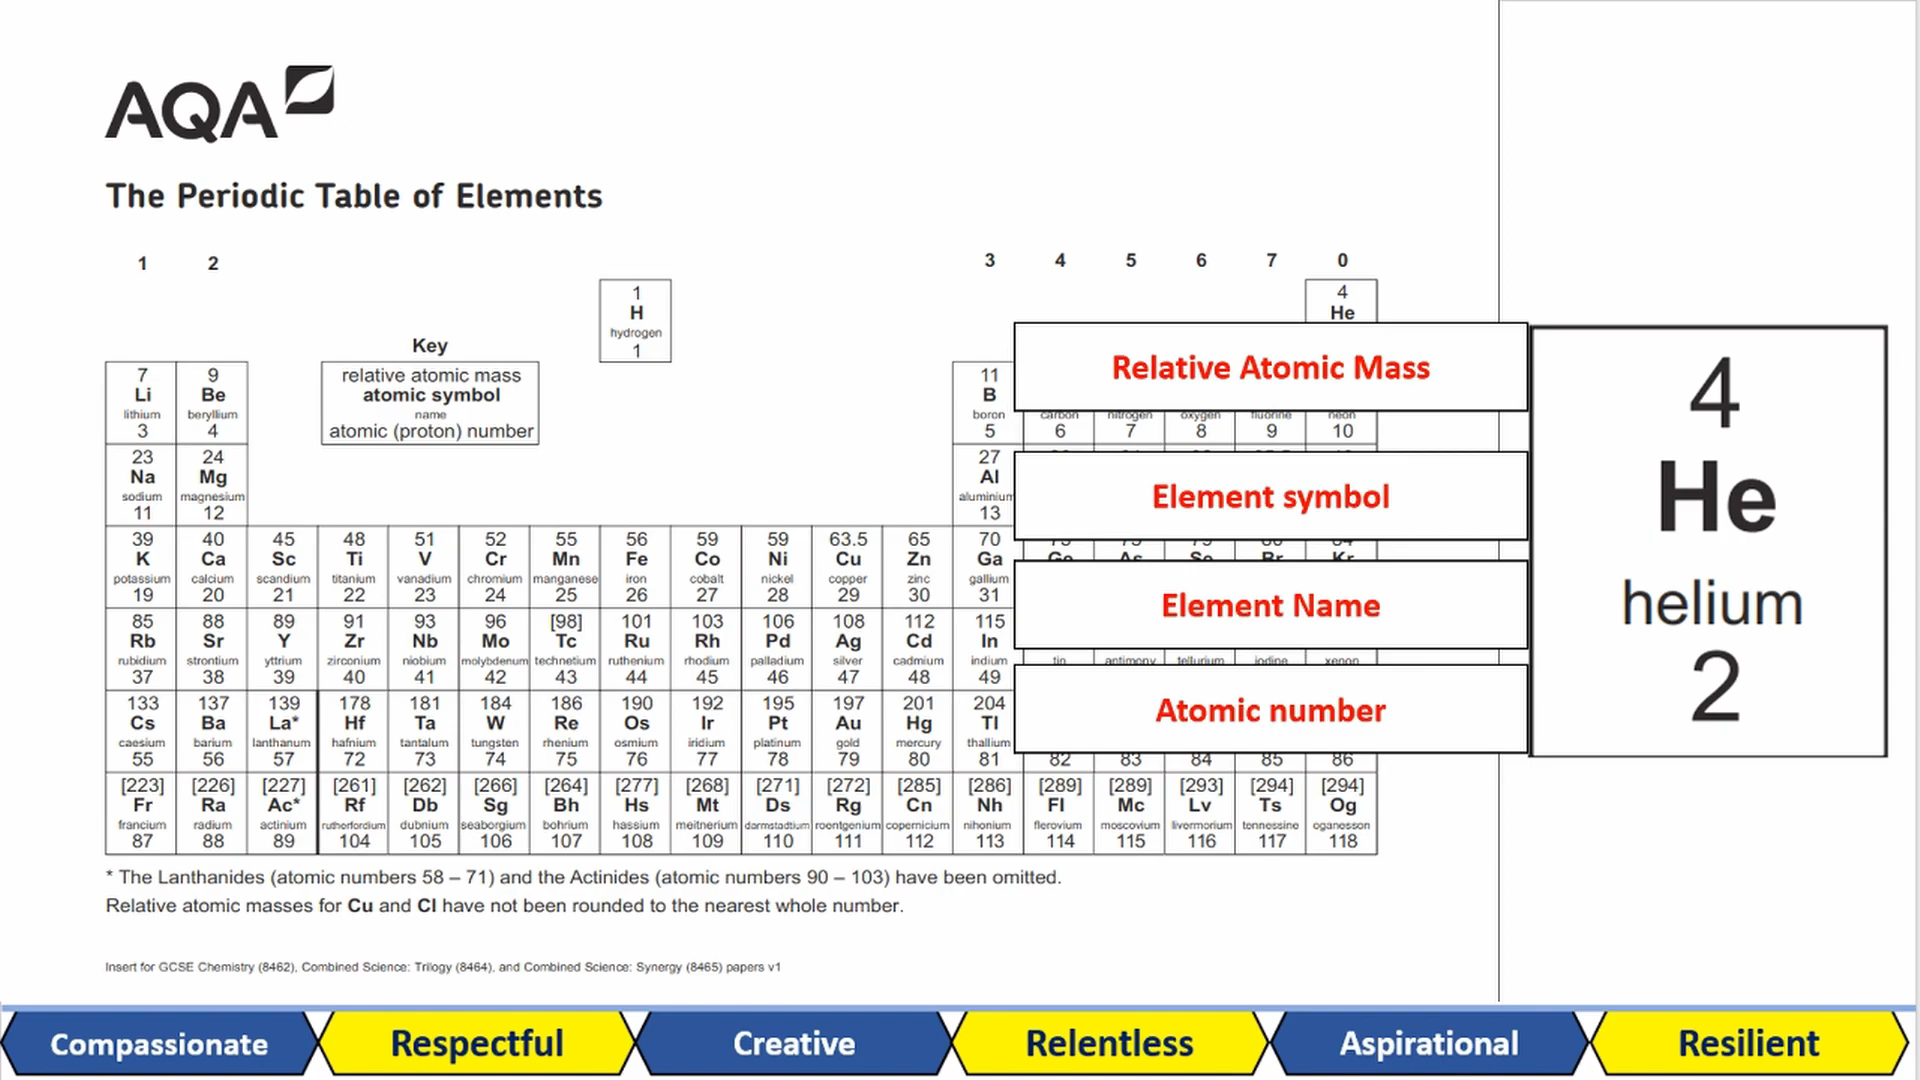 AQA
The Periodic Table of Elements
1 2 3 4 5 6 7 0
1 4
H He
hydrogen
1
Key
relative atomic mass
atomic symbol
name
atomic (proton) number
7 9 11
Li Be B
lithium beryllium boron carbon nitrogen oxygen fluorine neon
3 4 5 6 7 8 9 10
23 24 27
Na Mg Al
sodium magnesium aluminium
11 12 13
39 40 45 48 51 52 55 56 59 59 63.5 65 70
K Ca Sc Ti V Cr Mn Fe Co Ni Cu Zn Ga Ge As Se Br Kr
potassium calcium scandium titanium vanadium chromium manganese iron cobalt nickel copper zinc gallium
19 20 21 22 23 24 25 26 27 28 29 30 31
85 88 89 91 93 96 [98] 101 103 106 108 112 115
Rb Sr Y Zr Nb Mo Tc Ru Rh Pd Ag Cd In
rubidium strontium yttrium zirconium niobium molybdenum technetium ruthenium rhodium palladium silver cadmium indium tin antimony tellurium iodine xenon
37 38 39 40 41 42 43 44 45 46 47 48 49
133 137 139 178 181 184 186 190 192 195 197 201 204
Cs Ba La* Hf Ta W Re Os Ir Pt Au Hg Tl
caesium barium lanthanum hafnium tantalum tungsten rhenium osmium iridium platinum gold mercury thallium
55 56 57 72 73 74 75 76 77 78 79 80 81 82 83 84 85 86
[223] [226] [227] [261] [262] [266] [264] [277] [268] [271] [272] [285] [286] [289] [289] [293] [294] [294]
Fr Ra Ac* Rf Db Sg Bh Hs Mt Ds Rg Cn Nh Fl Mc Lv Ts Og
francium radium actinium rutherfordium dubnium seaborgium bohrium hassium meitnerium darmstadtium roentgenium copernicium nihonium flerovium moscovium livermorium tennessine oganesson
87 88 89 104 105 106 107 108 109 110 111 112 113 114 115 116 117 118
* The Lanthanides (atomic numbers 58 – 71) and the Actinides (atomic numbers 90 – 103) have been omitted.
Relative atomic masses for Cu and Cl have not been rounded to the nearest whole number.
Insert for GCSE Chemistry (8462), Combined Science: Trilogy (8464), and Combined Science: Synergy (8465) papers v1
Relative Atomic Mass
Element symbol
Element Name
Atomic number
4
He
helium
2
Compassionate Respectful Creative Relentless Aspirational Resilient